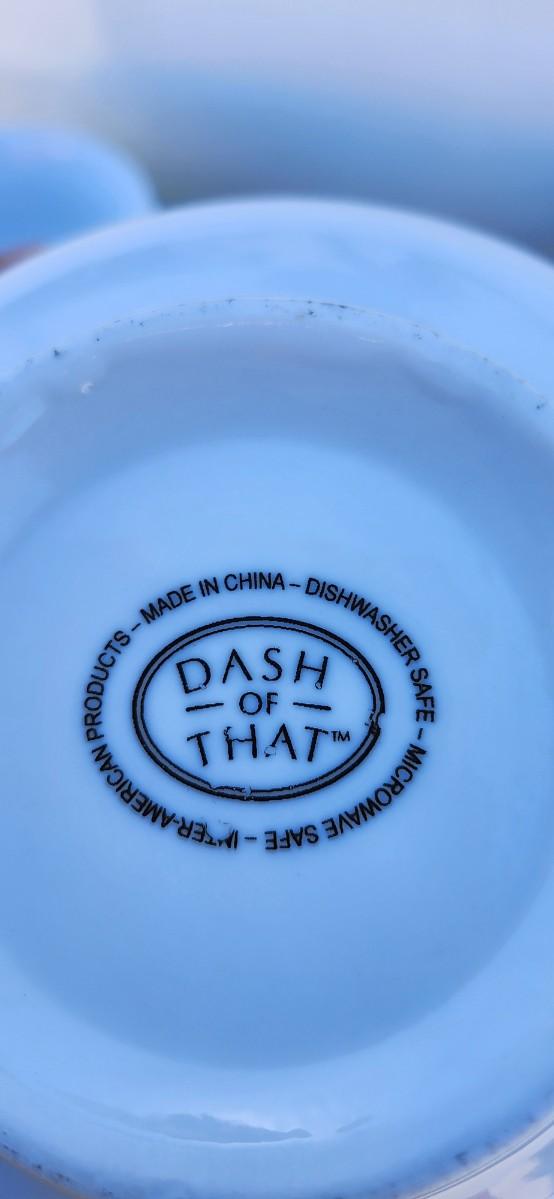 DASH
— OF —
THAT™
INTER-AMERICAN PRODUCTS – MADE IN CHINA – DISHWASHER SAFE – MICROWAVE SAFE –